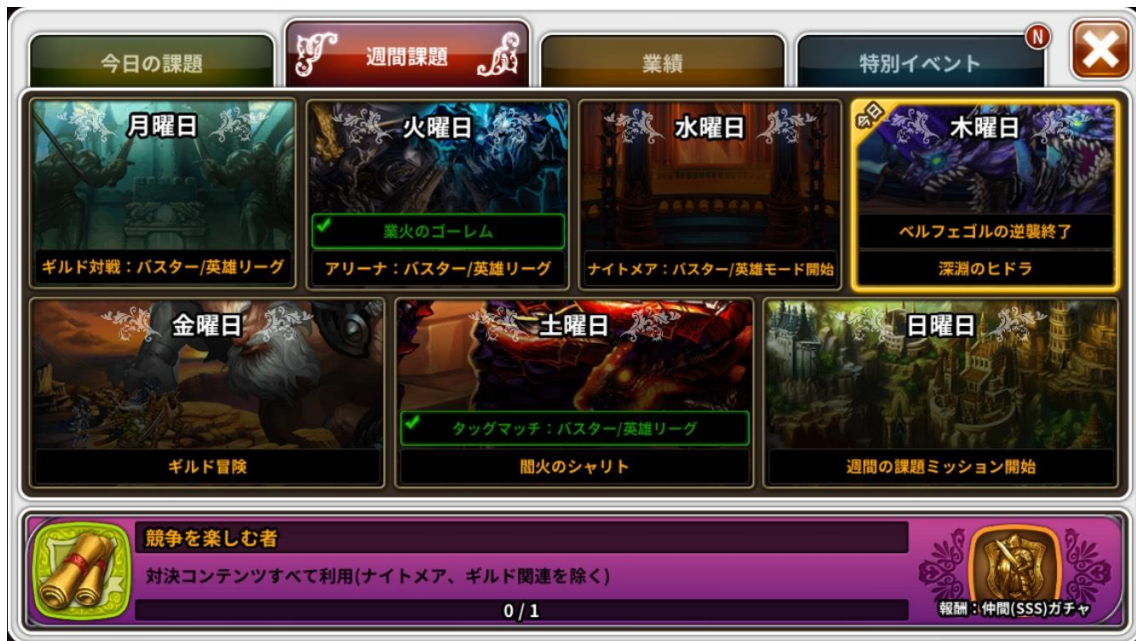 今日の課題
週間課題
業績
特別イベント
N
月曜日
ギルド対戦：バスター/英雄リーグ
火曜日
業火のゴーレム
アリーナ：バスター/英雄リーグ
水曜日
ナイトメア：バスター/英雄モード開始
今日
木曜日
ベルフェゴルの逆襲終了
深淵のヒドラ
金曜日
ギルド冒険
土曜日
タッグマッチ：バスター/英雄リーグ
闇火のシャリト
日曜日
週間の課題ミッション開始
競争を楽しむ者
対決コンテンツすべて利用(ナイトメア、ギルド関連を除く)
0 / 1
報酬：仲間(SSS)ガチャ